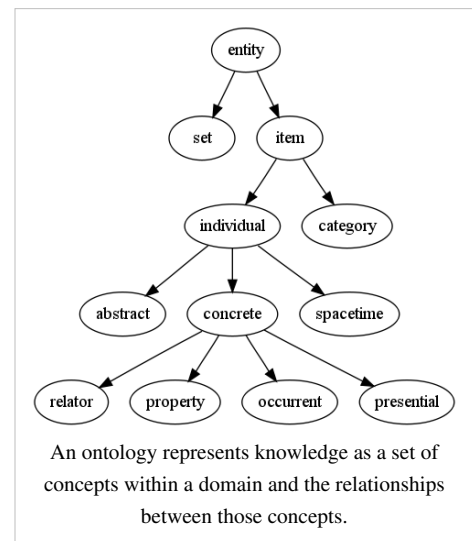 entity
set item
individual category
abstract concrete spacetime
relator property occurrent presential
An ontology represents knowledge as a set of
concepts within a domain and the relationships
between those concepts.